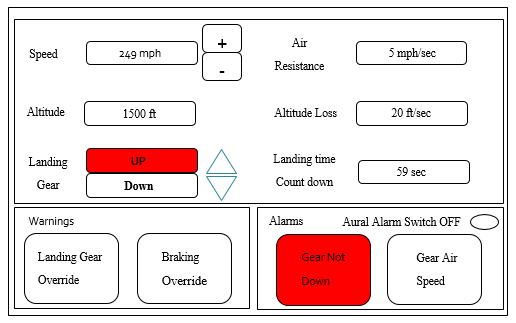 Speed 249 mph + - Air Resistance 5 mph/sec
Altitude 1500 ft Altitude Loss 20 ft/sec
Landing Gear UP Down Landing time Count down 59 sec
Warnings
Landing Gear Override
Braking Override
Alarms Aural Alarm Switch OFF
Gear Not Down
Gear Air Speed